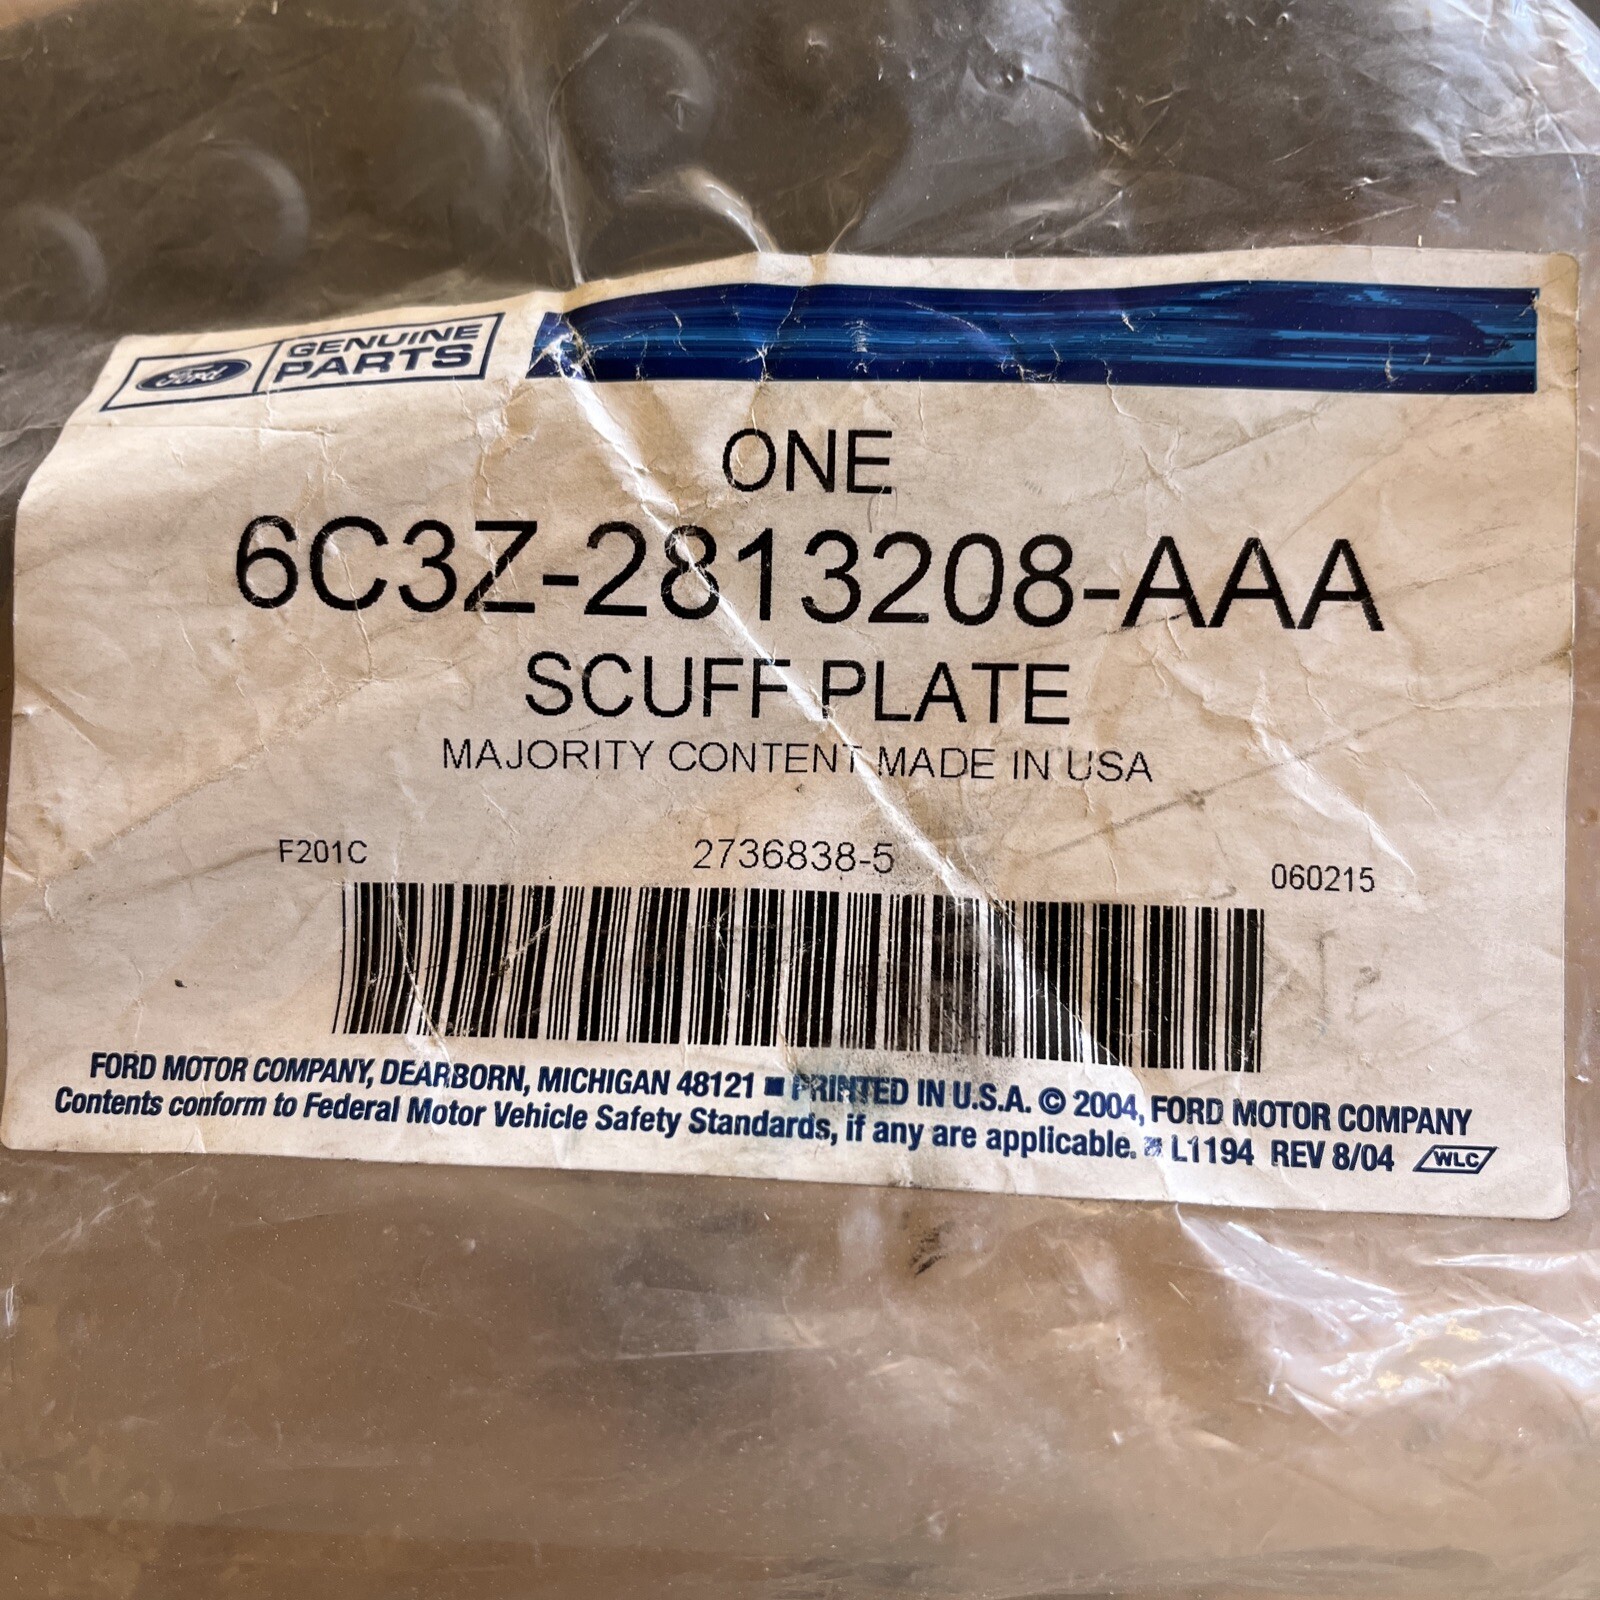 Ford GENUINE
PARTS
ONE
6C3Z-2813208-AAA
SCUFF PLATE
MAJORITY CONTENT MADE IN USA
F201C 2736838-5 060215
FORD MOTOR COMPANY, DEARBORN, MICHIGAN 48121 ■ PRINTED IN U.S.A. © 2004, FORD MOTOR COMPANY
Contents conform to Federal Motor Vehicle Safety Standards, if any are applicable. ■ L1194 REV 8/04 WLC